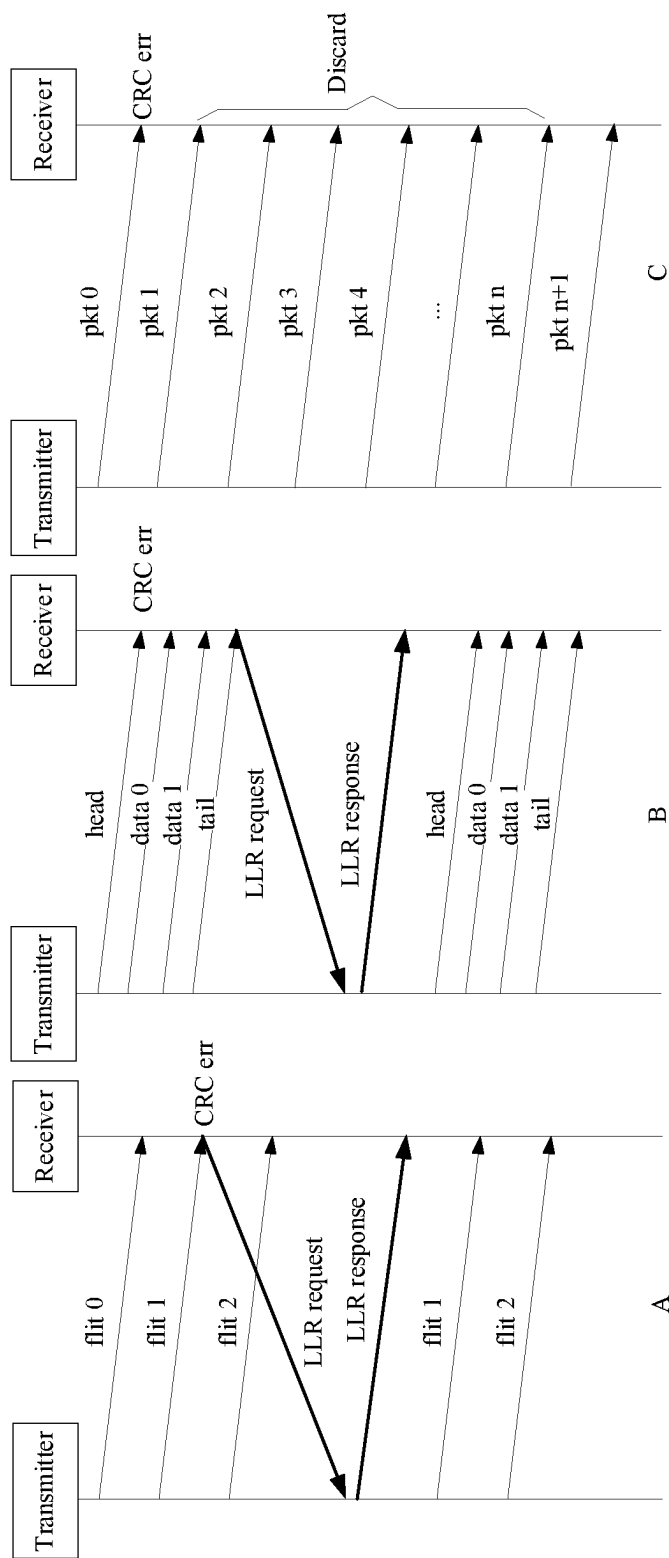 Transmitter
Receiver
flit 0
flit 1
CRC err
flit 2
LLR request
LLR response
flit 1
flit 2
A
Transmitter
Receiver
head
CRC err
data 0
data 1
tail
LLR request
LLR response
head
data 0
data 1
tail
B
Transmitter
Receiver
pkt 0
CRC err
pkt 1
pkt 2
pkt 3
Discard
pkt 4
...
pkt n
pkt n+1
C